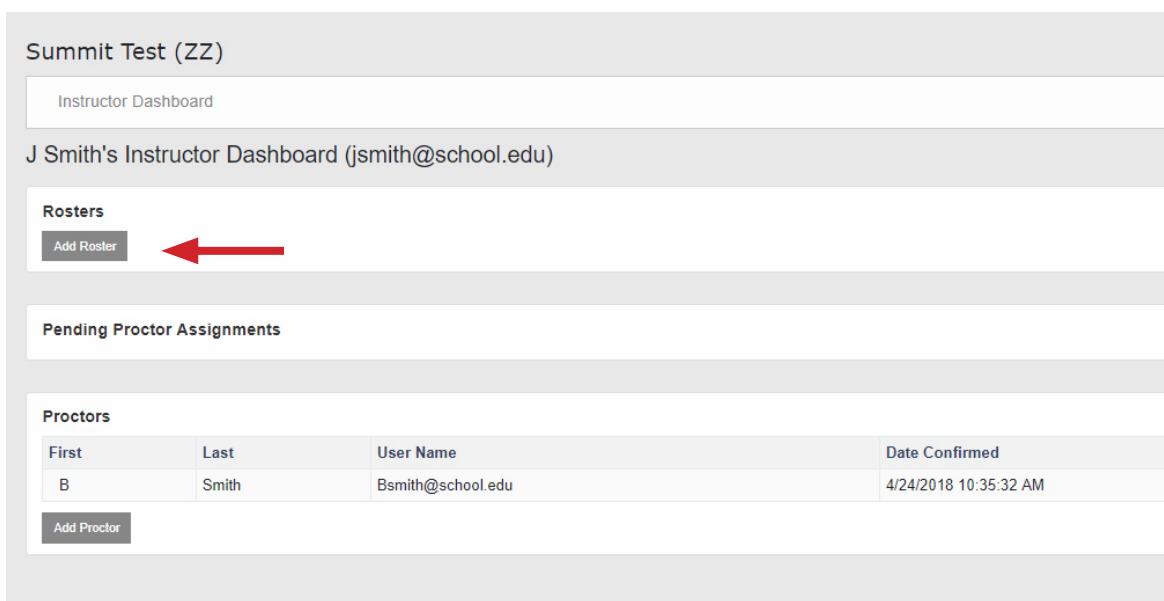 Summit Test (ZZ)
Instructor Dashboard
J Smith's Instructor Dashboard (jsmith@school.edu)
Rosters
Add Roster
Pending Proctor Assignments
Proctors
First Last User Name Date Confirmed
B Smith Bsmith@school.edu 4/24/2018 10:35:32 AM
Add Proctor